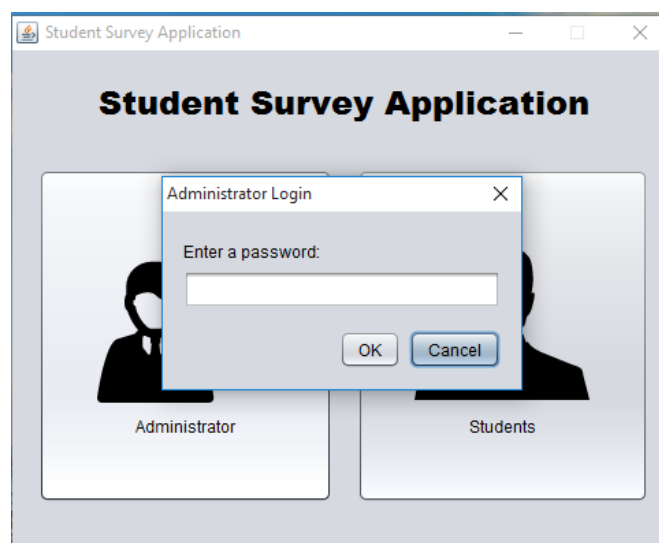 Student Survey Application
Student Survey Application
Administrator Login
Enter a password:
OK Cancel
Administrator Students